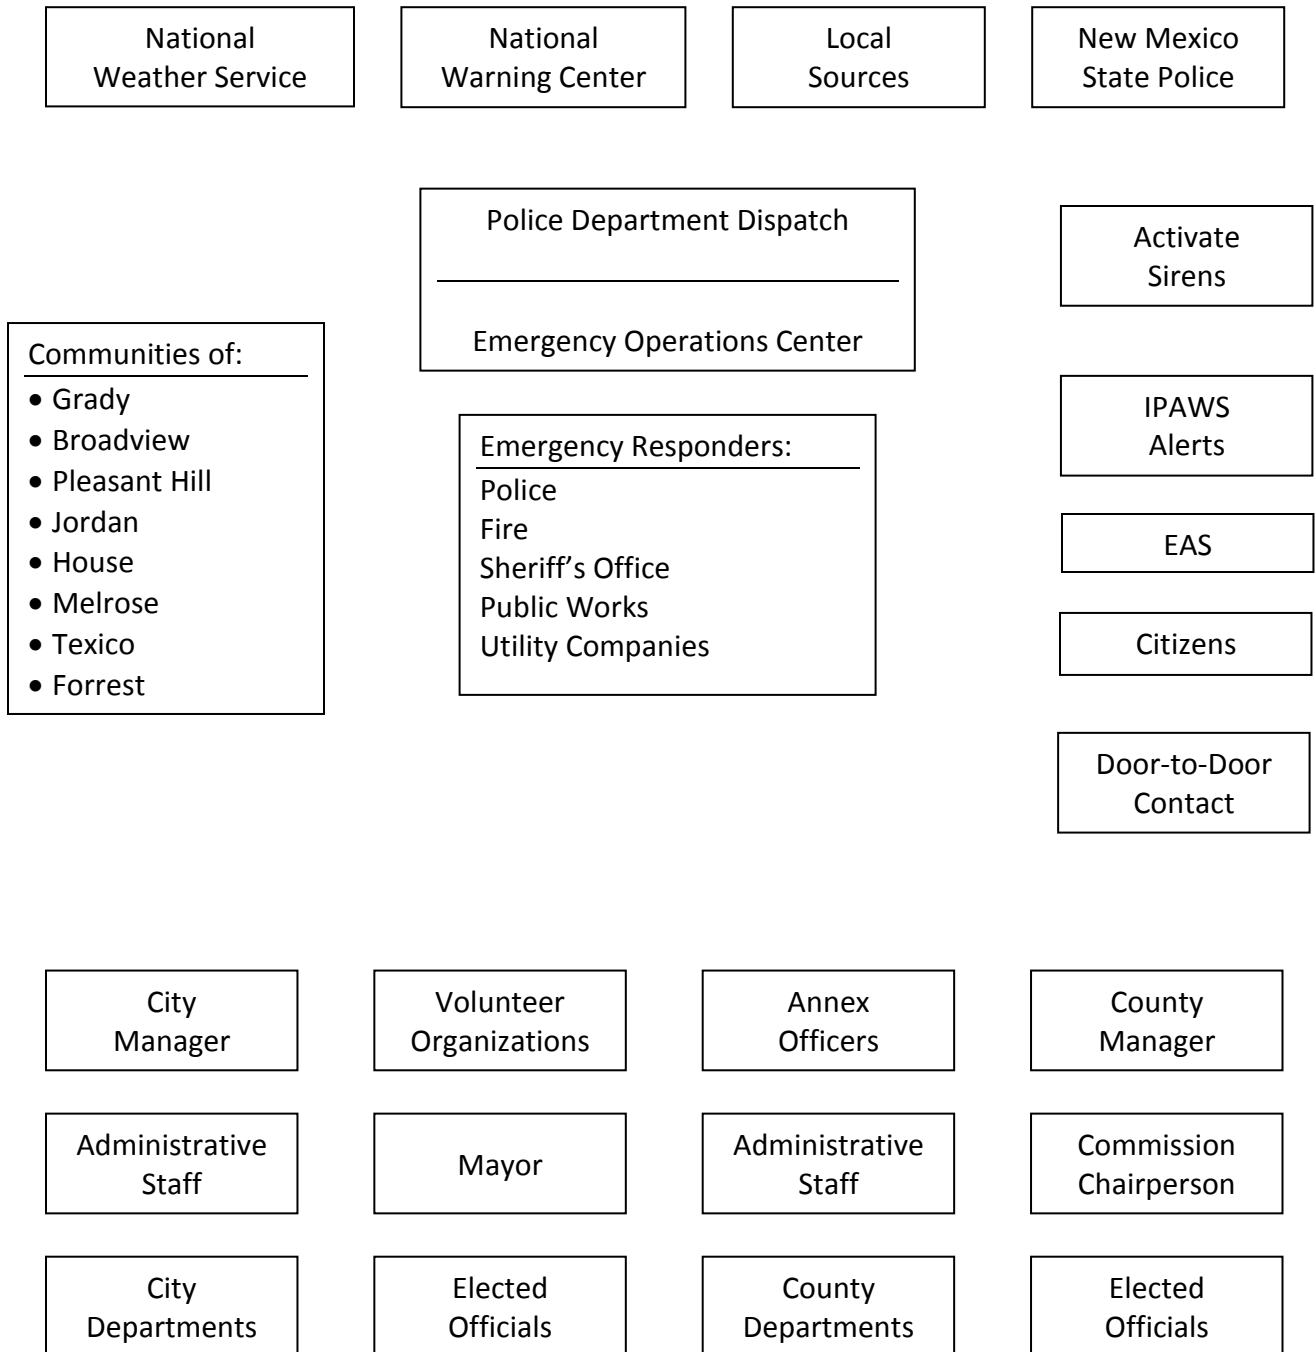 National
Weather Service
National
Warning Center
Local
Sources
New Mexico
State Police
Police Department Dispatch
Emergency Operations Center
Activate
Sirens
Communities of:
• Grady
• Broadview
• Pleasant Hill
• Jordan
• House
• Melrose
• Texico
• Forrest
Emergency Responders:
Police
Fire
Sheriff’s Office
Public Works
Utility Companies
IPAWS
Alerts
EAS
Citizens
Door-to-Door
Contact
City
Manager
Volunteer
Organizations
Annex
Officers
County
Manager
Administrative
Staff
Mayor
Administrative
Staff
Commission
Chairperson
City
Departments
Elected
Officials
County
Departments
Elected
Officials